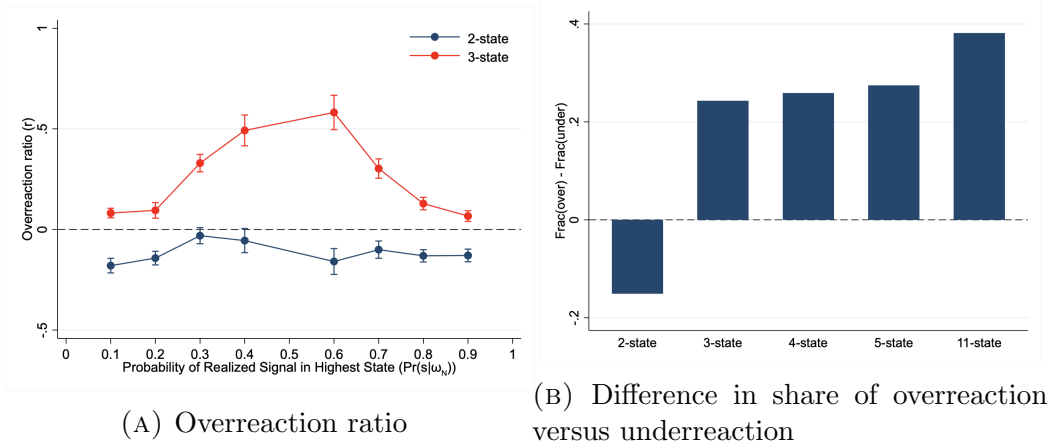 1
.5
0
-.5
Overreaction ratio (r)
2-state
3-state
0 0.1 0.2 0.3 0.4 0.5 0.6 0.7 0.8 0.9 1
Probability of Realized Signal in Highest State (Pr(s|ωN))
(A) Overreaction ratio
.4
.2
0
-.2
Frac(over) - Frac(under)
2-state 3-state 4-state 5-state 11-state
(B) Difference in share of overreaction
versus underreaction